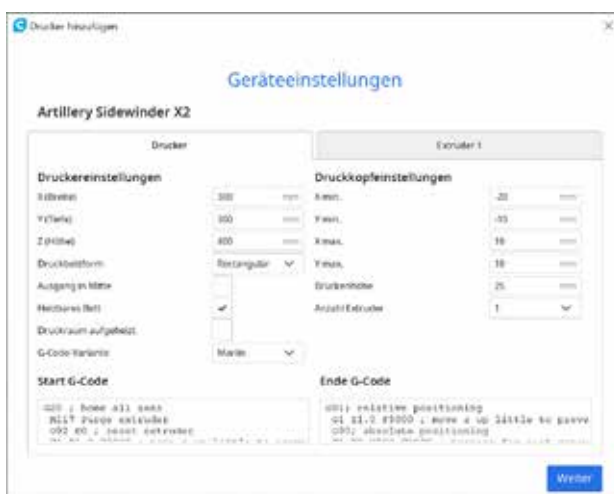 Drucker hinzufügen
Geräteeinstellungen
Artillery Sidewinder X2
Drucker
Extruder 1
Druckereinstellungen
Druckkopfeinstellungen
X (Breite) 300 mm
X min. -20 mm
Y (Tiefe) 300 mm
Y min. -10 mm
Z (Höhe) 400 mm
X max. 10 mm
Druckbettform Rectangular
Y max. 10 mm
Ausgang in Mitte
Brückenhöhe 25 mm
Heizbares Bett
Anzahl Extruder 1
Druckraum aufgeheizt
G-Code-Variante Marlin
Start G-Code
Ende G-Code
G28 ; home all axes
M117 Purge extruder
G92 E0 ; reset extruder
G91; relative positioning
G1 Z1.0 F3000 ; move z up little to preve
G90; absolute positioning
Weiter